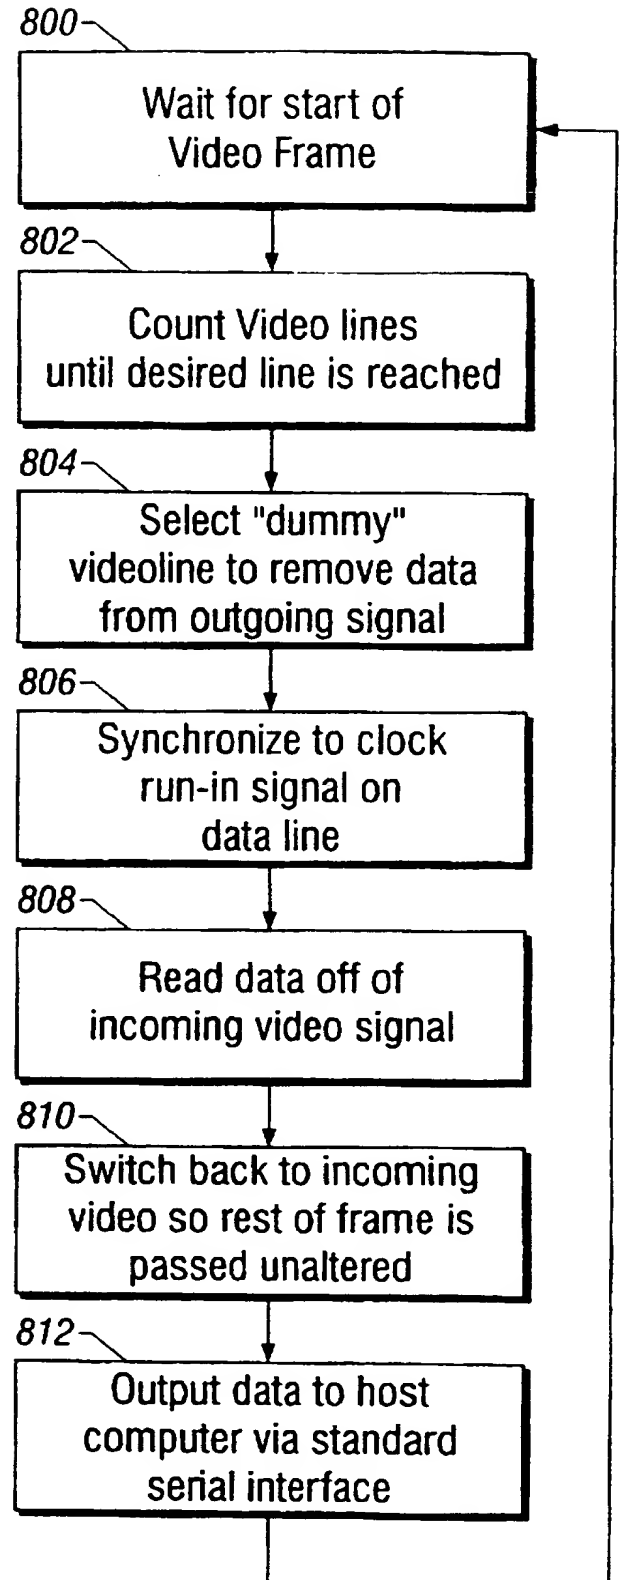 800
Wait for start of
Video Frame
802
Count Video lines
until desired line is reached
804
Select "dummy"
videoline to remove data
from outgoing signal
806
Synchronize to clock
run-in signal on
data line
808
Read data off of
incoming video signal
810
Switch back to incoming
video so rest of frame is
passed unaltered
812
Output data to host
computer via standard
serial interface